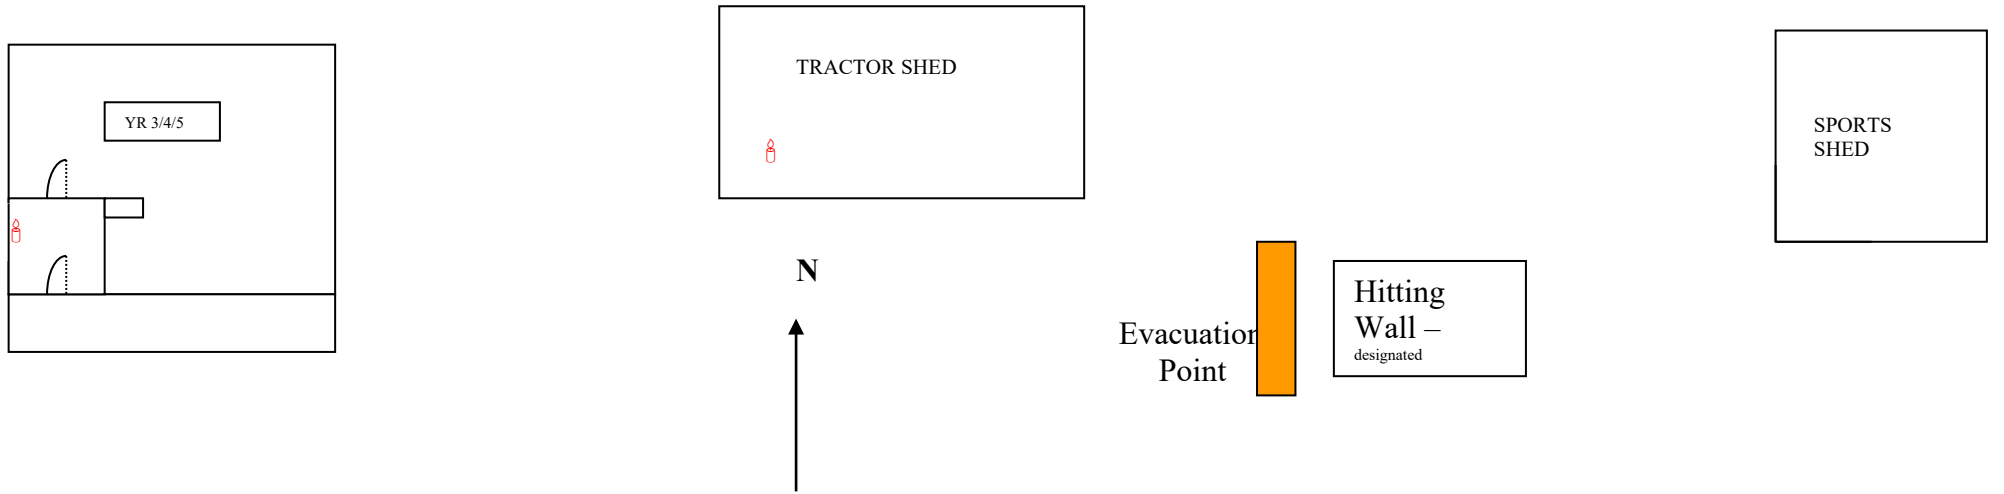 TRACTOR SHED
YR 3/4/5
SPORTS
SHED
N
Hitting
Wall –
designated
Evacuation
Point